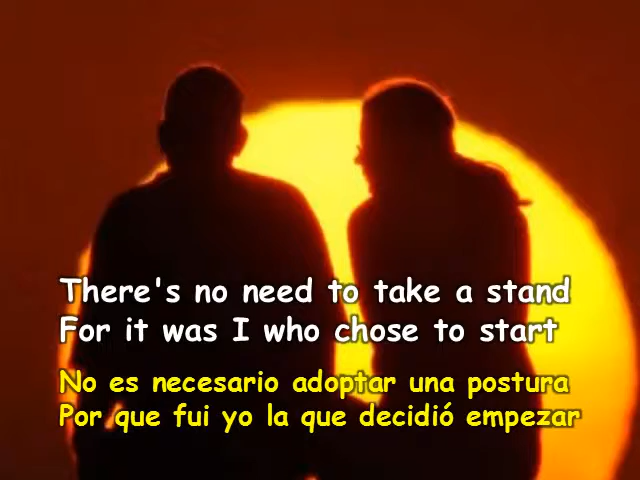 There's no need to take a stand
For it was I who chose to start
No es necesario adoptar una postura
Por que fui yo la que decidió empezar